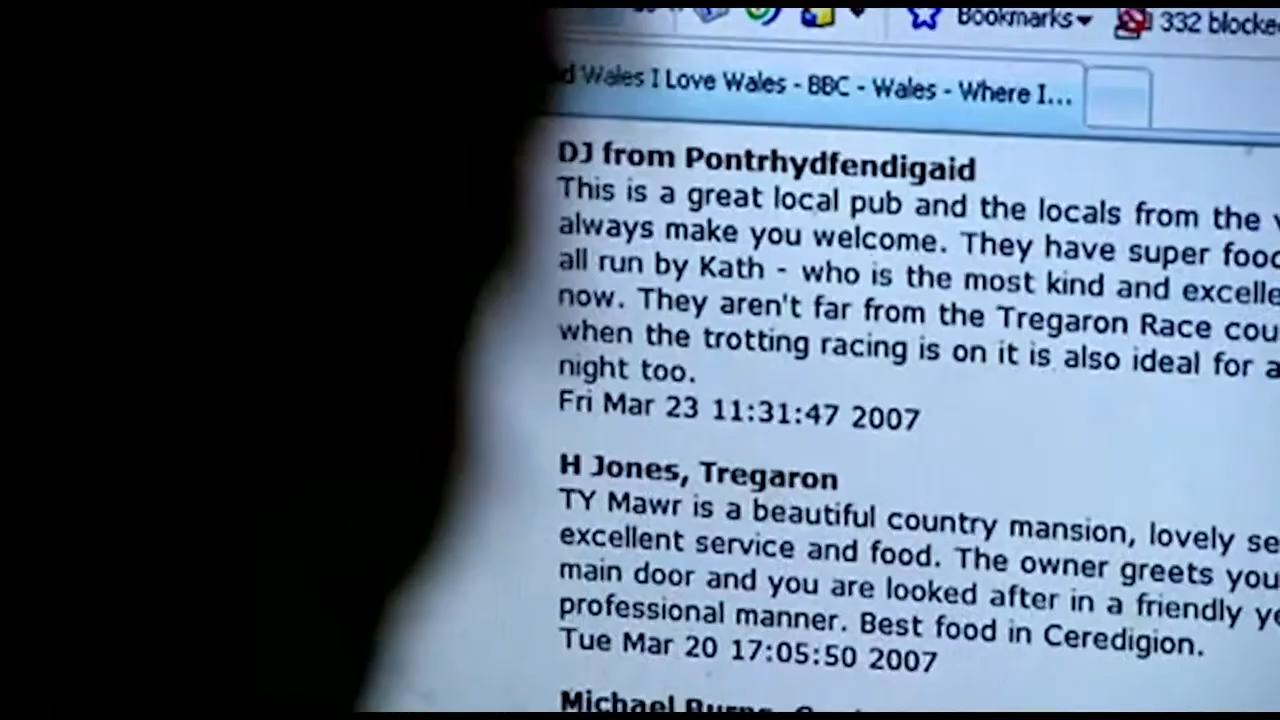 Bookmarks 332 blocked
Wales I Love Wales - BBC - Wales - Where I...
DJ from Pontrhydfendigaid
This is a great local pub and the locals from the
always make you welcome. They have super food
all run by Kath - who is the most kind and
now. They aren't far from the Tregaron Race
when the trotting racing is on it is also ideal for a
night too.
Fri Mar 23 11:31:47 2007
H Jones, Tregaron
TY Mawr is a beautiful country mansion, lovely
excellent service and food. The owner greets you
main door and you are looked after in a friendly
professional manner. Best food in Ceredigion.
Tue Mar 20 17:05:50 2007
Michael